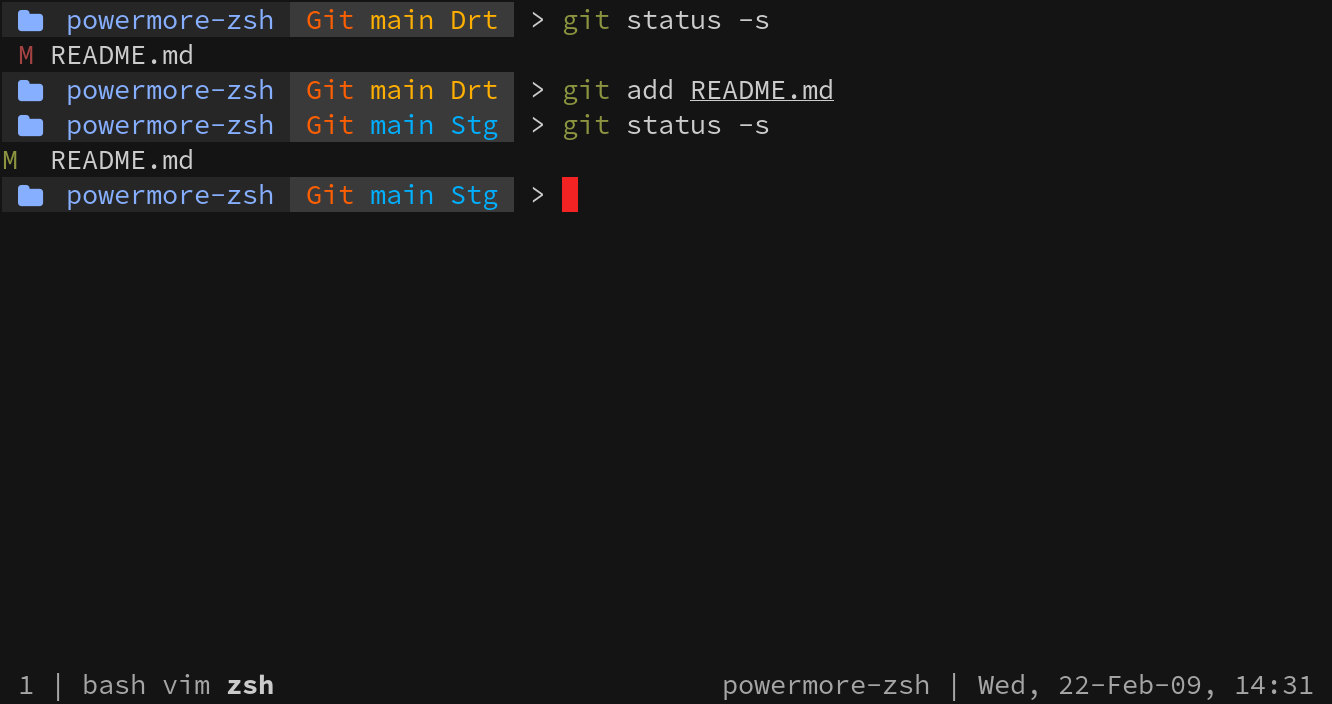 powermore-zsh Git main Drt > git status -s
 M README.md
powermore-zsh Git main Drt > git add README.md
powermore-zsh Git main Stg > git status -s
M  README.md
powermore-zsh Git main Stg >
1 | bash vim zsh powermore-zsh | Wed, 22-Feb-09, 14:31